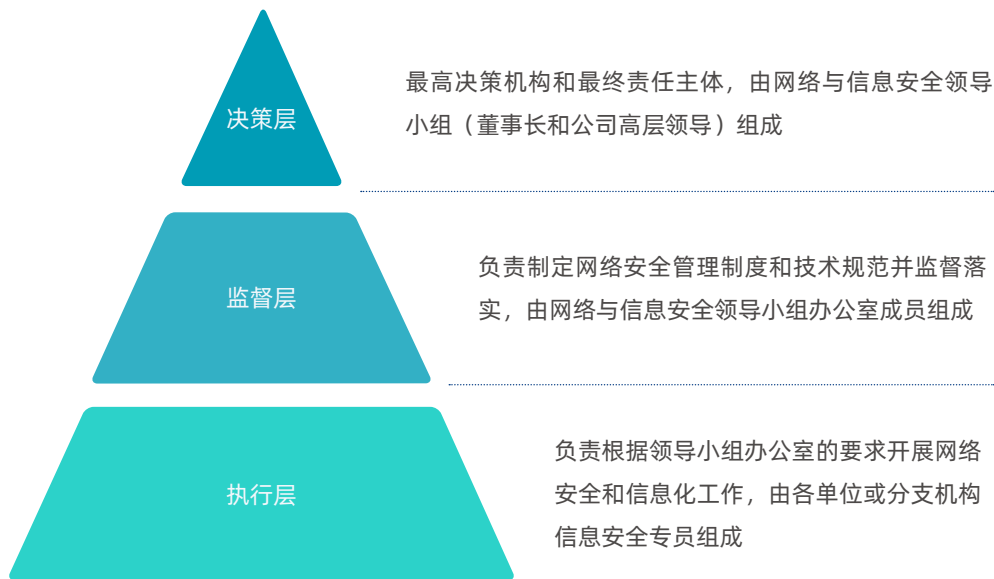 决策层
最高决策机构和最终责任主体，由网络与信息安全领导
小组（董事长和公司高层领导）组成
监督层
负责制定网络安全管理制度和技术规范并监督落
实，由网络与信息安全领导小组办公室成员组成
执行层
负责根据领导小组办公室的要求开展网络
安全和信息化工作，由各单位或分支机构
信息安全专员组成